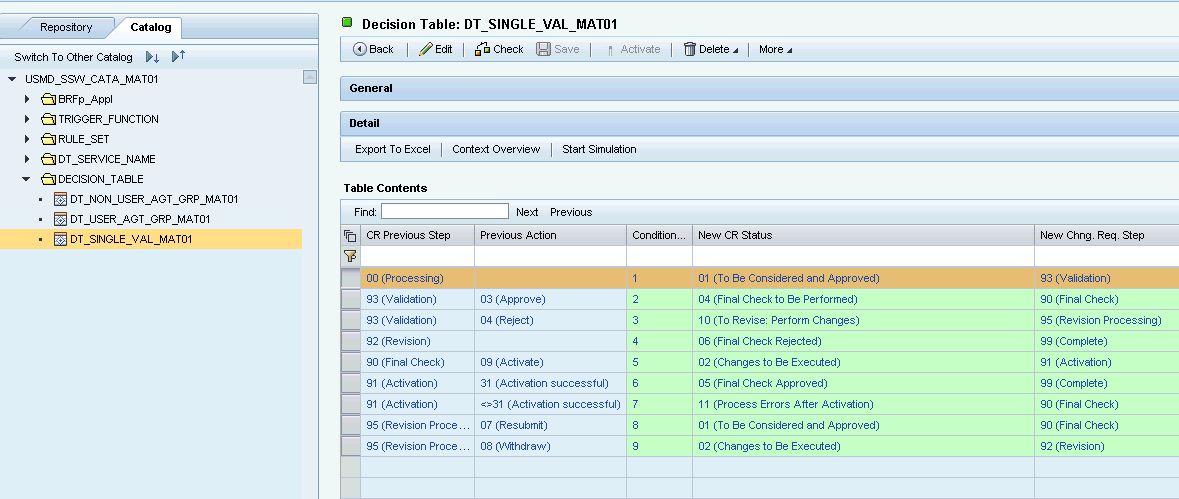 Repository Catalog
Switch To Other Catalog
USMD_SSW_CATA_MAT01
BRFp_Appl
TRIGGER_FUNCTION
RULE_SET
DT_SERVICE_NAME
DECISION_TABLE
DT_NON_USER_AGT_GRP_MAT01
DT_USER_AGT_GRP_MAT01
DT_SINGLE_VAL_MAT01
Decision Table: DT_SINGLE_VAL_MAT01
Back Edit Check Save Activate Delete More
General
Detail
Export To Excel Context Overview Start Simulation
Table Contents
Find: Next Previous
CR Previous Step Previous Action Condition... New CR Status New Chng. Req. Step
00 (Processing) 1 01 (To Be Considered and Approved) 93 (Validation)
93 (Validation) 03 (Approve) 2 04 (Final Check to Be Performed) 90 (Final Check)
93 (Validation) 04 (Reject) 3 10 (To Revise: Perform Changes) 95 (Revision Processing)
92 (Revision) 4 06 (Final Check Rejected) 99 (Complete)
90 (Final Check) 09 (Activate) 5 02 (Changes to Be Executed) 91 (Activation)
91 (Activation) 31 (Activation successful) 6 05 (Final Check Approved) 99 (Complete)
91 (Activation) <>31 (Activation successful) 7 11 (Process Errors After Activation) 90 (Final Check)
95 (Revision Proce... 07 (Resubmit) 8 01 (To Be Considered and Approved) 90 (Final Check)
95 (Revision Proce... 08 (Withdraw) 9 02 (Changes to Be Executed) 92 (Revision)